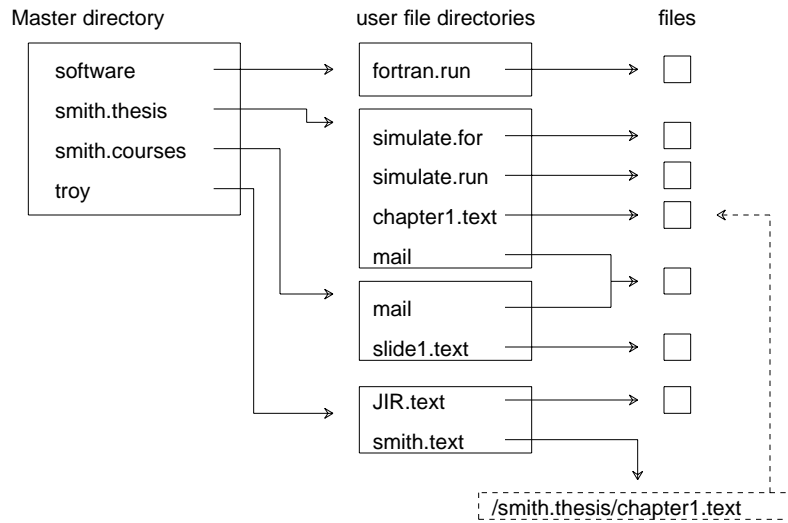 Master directory
user file directories
files
software
smith.thesis
smith.courses
troy
fortran.run
simulate.for
simulate.run
chapter1.text
mail
mail
slide1.text
JIR.text
smith.text
/smith.thesis/chapter1.text